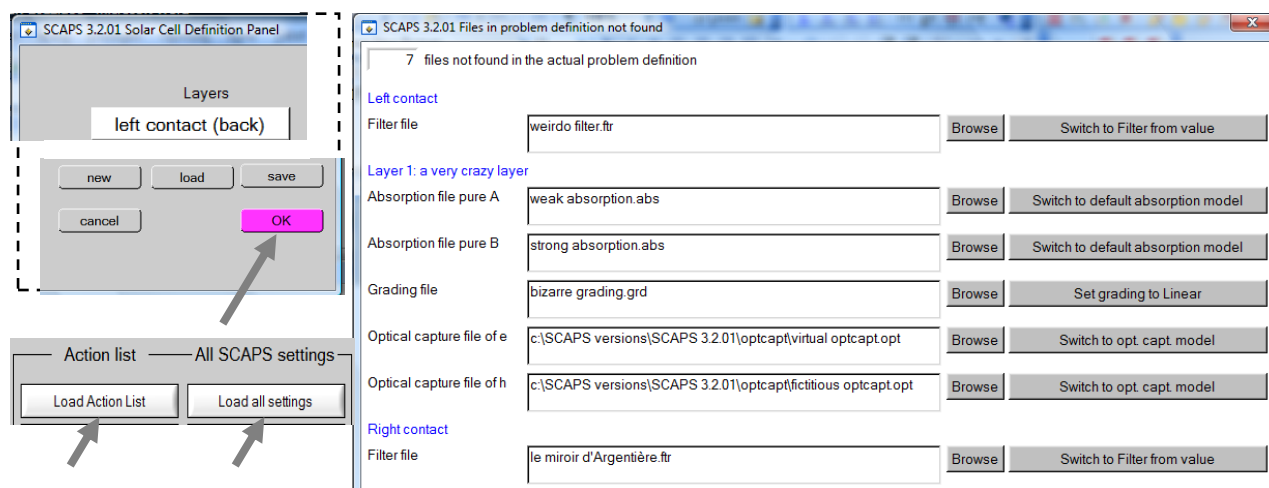 SCAPS 3.2.01 Solar Cell Definition Panel
Layers
left contact (back)
new load save
cancel OK
Action list All SCAPS settings
Load Action List Load all settings
SCAPS 3.2.01 Files in problem definition not found
7 files not found in the actual problem definition
Left contact
Filter file weirdo filter.ftr Browse Switch to Filter from value
Layer 1: a very crazy layer
Absorption file pure A weak absorption.abs Browse Switch to default absorption model
Absorption file pure B strong absorption.abs Browse Switch to default absorption model
Grading file bizarre grading.grd Browse Set grading to Linear
Optical capture file of e c:\SCAPS versions\SCAPS 3.2.01\optcapt\virtual optcapt.opt Browse Switch to opt. capt. model
Optical capture file of h c:\SCAPS versions\SCAPS 3.2.01\optcapt\fictitious optcapt.opt Browse Switch to opt. capt. model
Right contact
Filter file le miroir d'Argentière.ftr Browse Switch to Filter from value